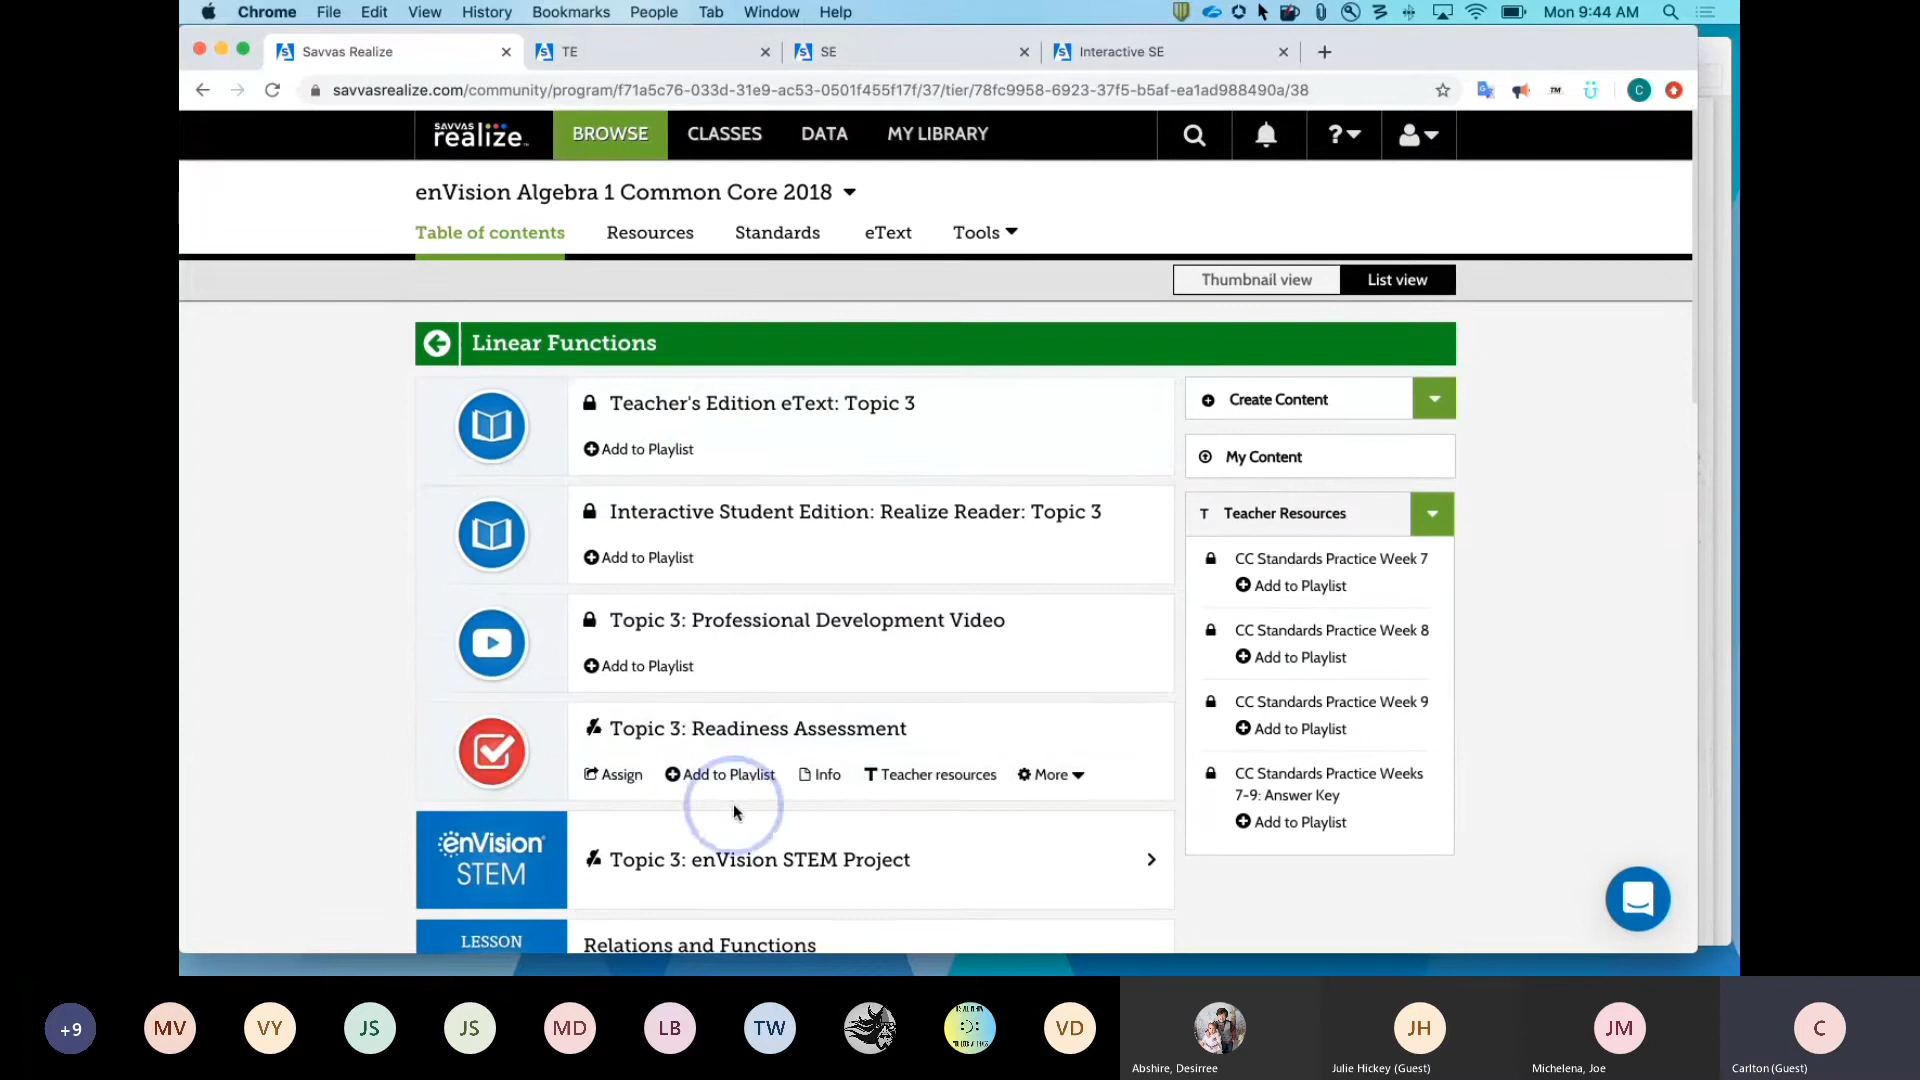 Chrome File Edit View History Bookmarks People Tab Window Help Mon 9:44 AM
Savvas Realize TE SE Interactive SE
savvasrealize.com/community/program/f71a5c76-033d-31e9-ac53-0501f455f17f/37/tier/78fc9958-6923-37f5-b5af-ea1ad988490a/38 TM C
SAVVAS
realize BROWSE CLASSES DATA MY LIBRARY ?
enVision Algebra 1 Common Core 2018
Table of contents Resources Standards eText Tools
Thumbnail view List view
Linear Functions
Teacher's Edition eText: Topic 3
Add to Playlist
Interactive Student Edition: Realize Reader: Topic 3
Add to Playlist
Topic 3: Professional Development Video
Add to Playlist
Topic 3: Readiness Assessment
Assign Add to Playlist Info T Teacher resources More
enVision
STEM
Topic 3: enVision STEM Project
LESSON
Relations and Functions
Create Content
My Content
T Teacher Resources
CC Standards Practice Week 7
Add to Playlist
CC Standards Practice Week 8
Add to Playlist
CC Standards Practice Week 9
Add to Playlist
CC Standards Practice Weeks
7-9: Answer Key
Add to Playlist
+9 MV VY JS JS MD LB TW VD JH JM C
Abshire, Desirree Julie Hickey (Guest) Michelena, Joe Carlton (Guest)